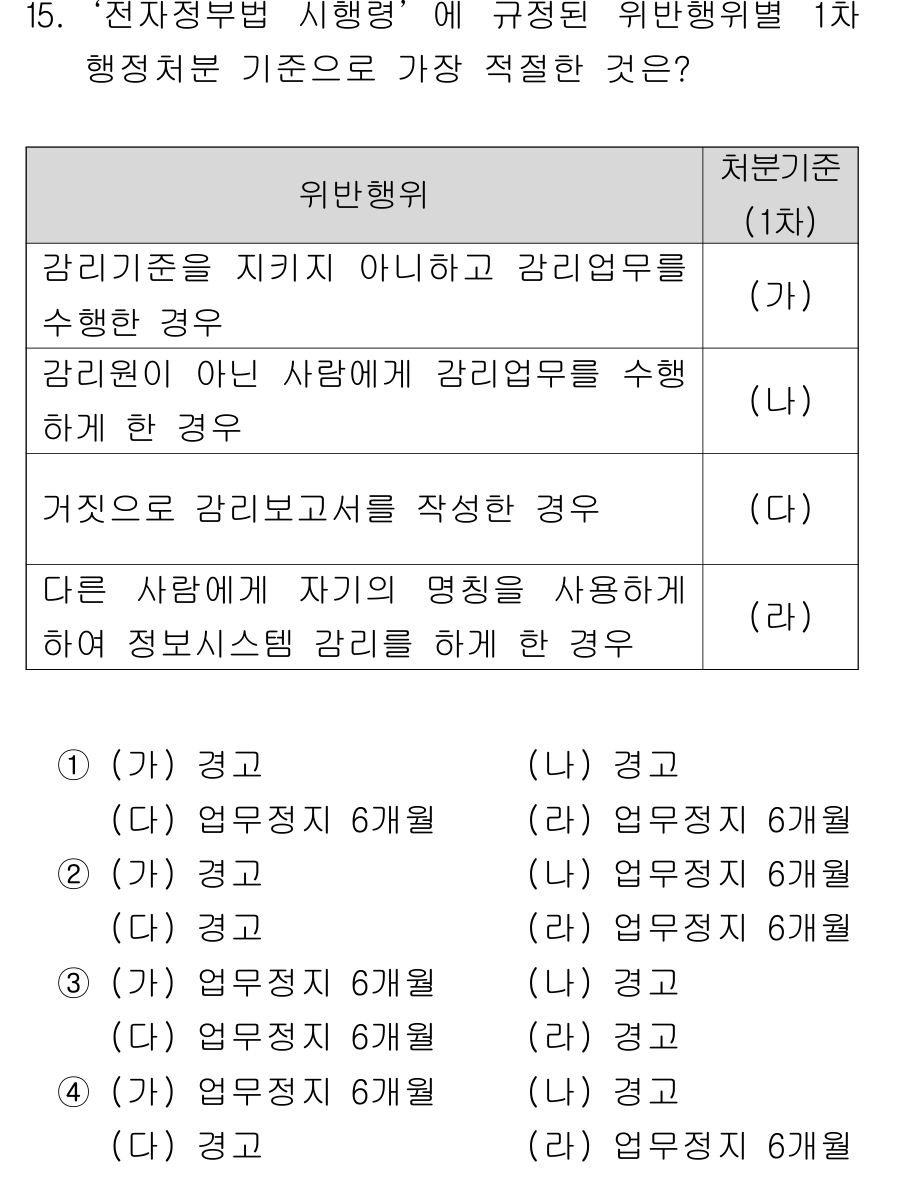 15. ‘전자정부법 시행령’ 에 규정된 위반행위별 1차
행정처분 기준으로 가장 적절한 것은?
위반행위
처분기준
(1차)
감리기준을 지키지 아니하고 감리업무를
수행한 경우
(가)
감리원이 아닌 사람에게 감리업무를 수행
하게 한 경우
(나)
거짓으로 감리보고서를 작성한 경우
(다)
다른 사람에게 자기의 명칭을 사용하게
하여 정보시스템 감리를 하게 한 경우
(라)
① (가) 경고 (나) 경고
(다) 업무정지 6개월 (라) 업무정지 6개월
② (가) 경고 (나) 업무정지 6개월
(다) 경고 (라) 업무정지 6개월
③ (가) 업무정지 6개월 (나) 경고
(다) 업무정지 6개월 (라) 경고
④ (가) 업무정지 6개월 (나) 경고
(다) 경고 (라) 업무정지 6개월